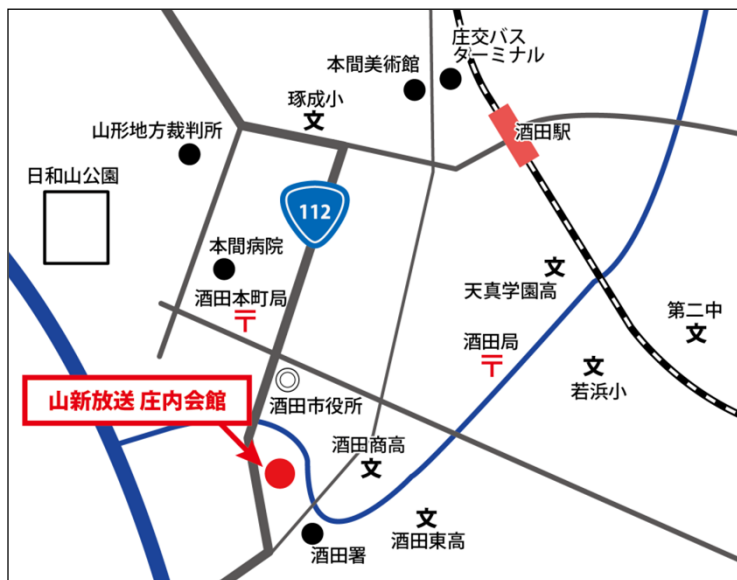 庄交バス
ターミナル
本間美術館
琢成小
酒田駅
山形地方裁判所
日和山公園
112
本間病院
酒田本町局
天真学園高
第二中
酒田局
若浜小
山新放送 庄内会館
酒田市役所
酒田商高
酒田東高
酒田署